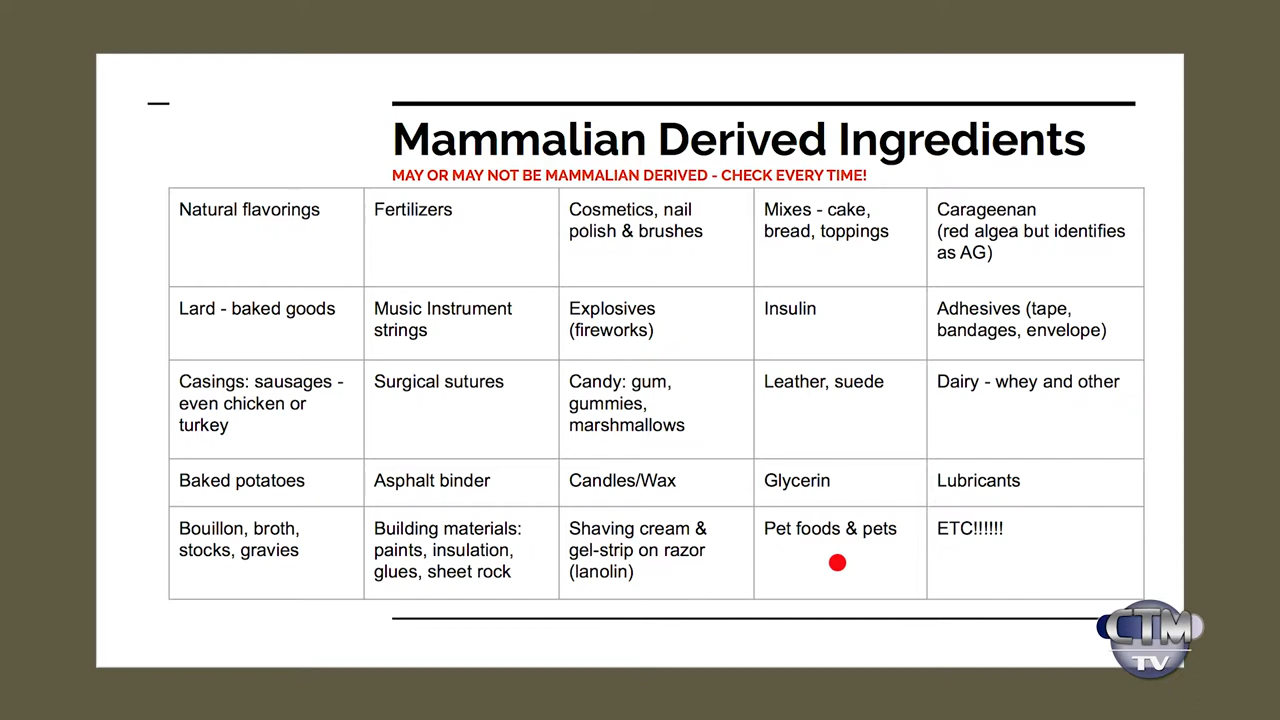 Mammalian Derived Ingredients
MAY OR MAY NOT BE MAMMALIAN DERIVED - CHECK EVERY TIME!
Natural flavorings
Fertilizers
Cosmetics, nail
polish & brushes
Mixes - cake,
bread, toppings
Carageenan
(red algea but identifies
as AG)
Lard - baked goods
Music Instrument
strings
Explosives
(fireworks)
Insulin
Adhesives (tape,
bandages, envelope)
Casings: sausages -
even chicken or
turkey
Surgical sutures
Candy: gum,
gummies,
marshmallows
Leather, suede
Dairy - whey and other
Baked potatoes
Asphalt binder
Candles/Wax
Glycerin
Lubricants
Bouillon, broth,
stocks, gravies
Building materials:
paints, insulation,
glues, sheet rock
Shaving cream &
gel-strip on razor
(lanolin)
Pet foods & pets
ETC!!!!!!
CTM
TV